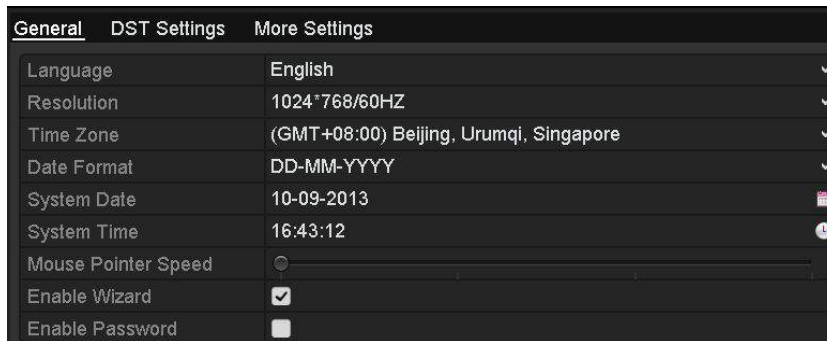 General DST Settings More Settings
Language English
Resolution 1024*768/60HZ
Time Zone (GMT+08:00) Beijing, Urumqi, Singapore
Date Format DD-MM-YYYY
System Date 10-09-2013
System Time 16:43:12
Mouse Pointer Speed
Enable Wizard
Enable Password